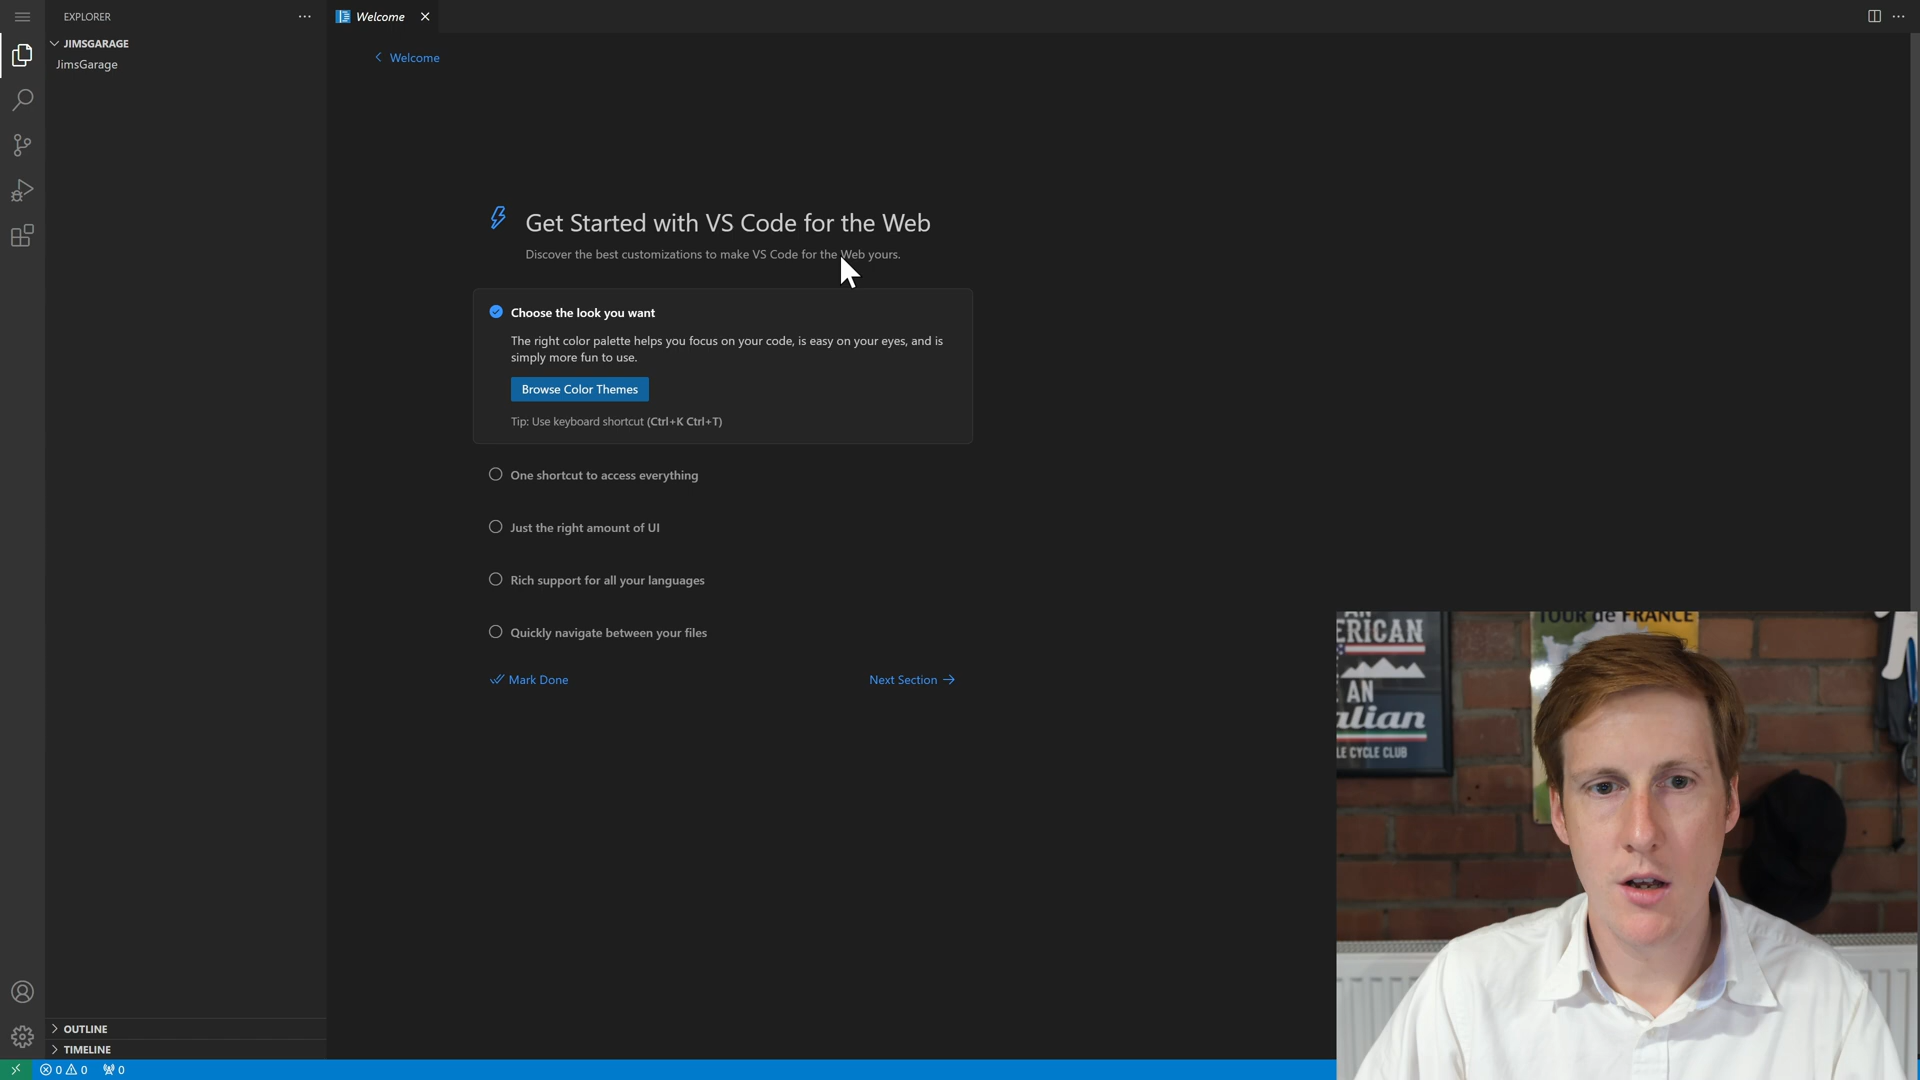 EXPLORER
Welcome
JIMSGARAGE
JimsGarage
Welcome
Get Started with VS Code for the Web
Discover the best customizations to make VS Code for the Web yours.
Choose the look you want
The right color palette helps you focus on your code, is easy on your eyes, and is
simply more fun to use.
Browse Color Themes
Tip: Use keyboard shortcut (Ctrl+K Ctrl+T)
One shortcut to access everything
Just the right amount of UI
Rich support for all your languages
Quickly navigate between your files
Mark Done
Next Section
TOUR de FRANCE
ERICAN
AN
alian
LE CYCLE CLUB
OUTLINE
TIMELINE
0 0 0